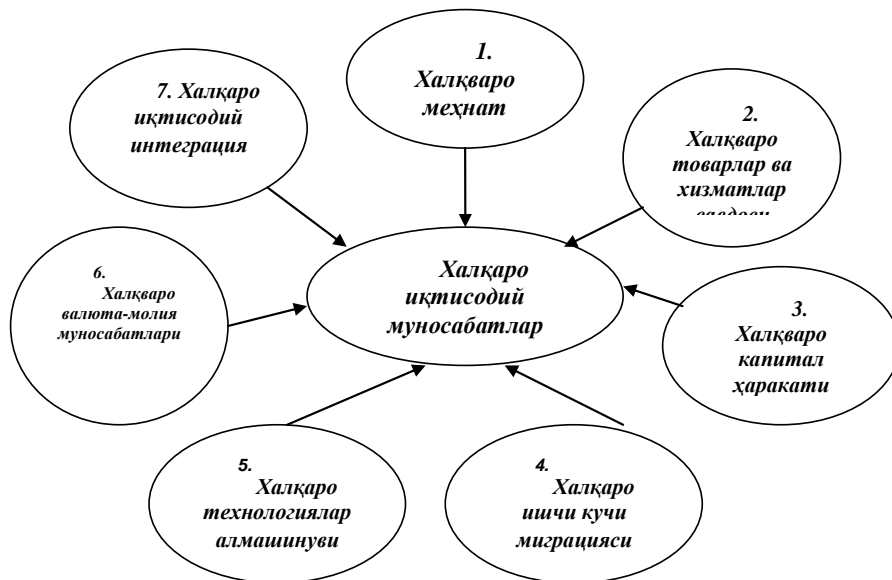 1.
Халқваро
меҳнат
2.
Халқваро
товарлар ва
хизматлар
3.
Халқваро
капитал
ҳаракати
4.
Халқаро
ишчи кучи
миграцияси
5.
Халқаро
технологиялар
алмашинуви
6.
Халқваро
валюта-молия
муносабатлари
7. Халқаро
иқтисодий
интеграция
Халқаро
иқтисодий
муносабатлар